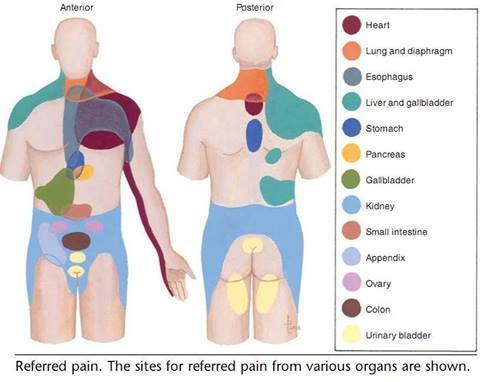 Anterior
Posterior
Heart
Lung and diaphragm
Esophagus
Liver and gallbladder
Stomach
Pancreas
Gallbladder
Kidney
Small intestine
Appendix
Ovary
Colon
Urinary bladder
Referred pain. The sites for referred pain from various organs are shown.